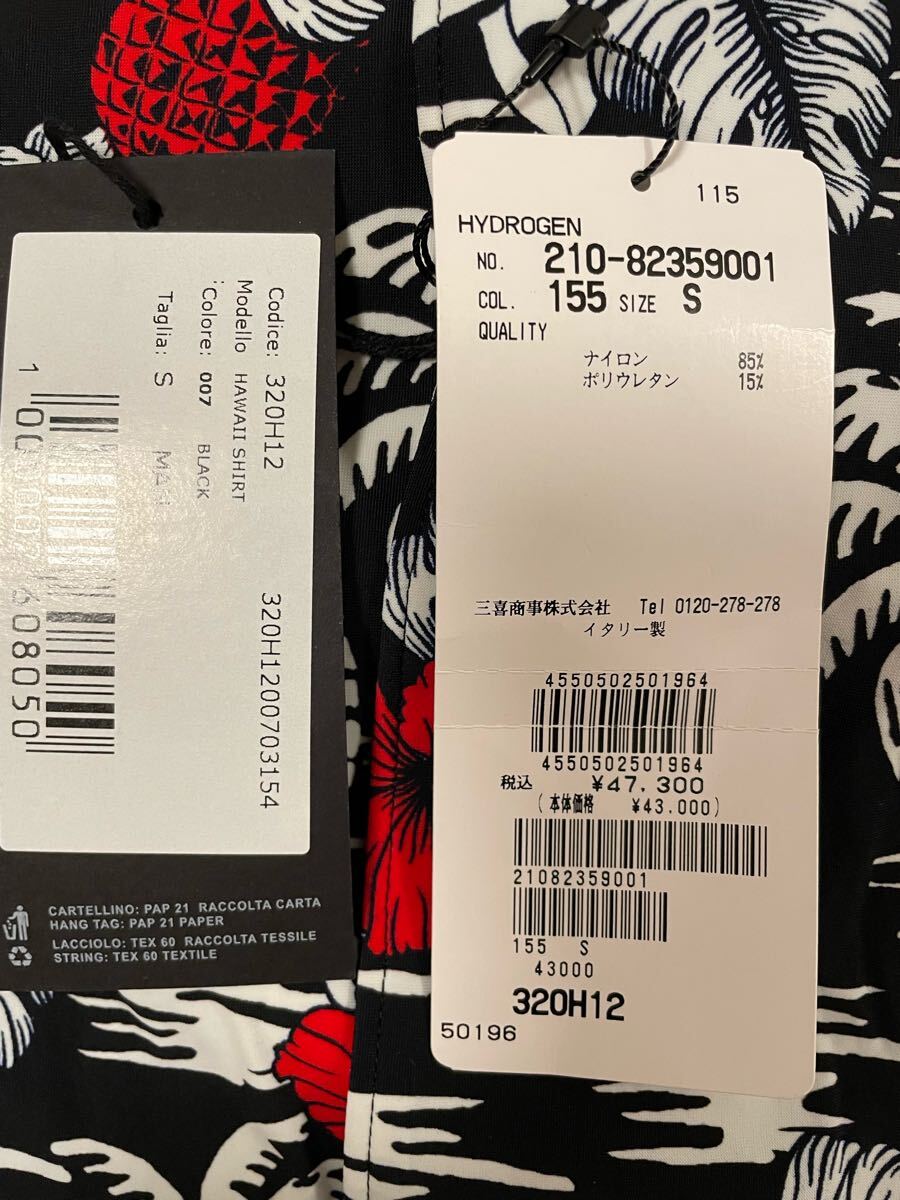 Codice: 320H12
320H1200703154
Modello HAWAII SHIRT
:
Colore: 007 BLACK
Taglia: S
608050
CARTELLINO: PAP 21 RACCOLTA CARTA
HANG TAG: PAP 21 PAPER
LACCIOLO: TEX 60 RACCOLTA TESSILE
STRING: TEX 60 TEXTILE
115
HYDROGEN
NO. 210-82359001
COL. 155 SIZE S
QUALITY
ナイロン 85%
ポリウレタン 15%
三喜商事株式会社 Tel 0120-278-278
イタリー製
4550502501964
4550502501964
税込 ¥47,300
(本体価格 ¥43,000)
21082359001
155 S
43000
320H12
50196